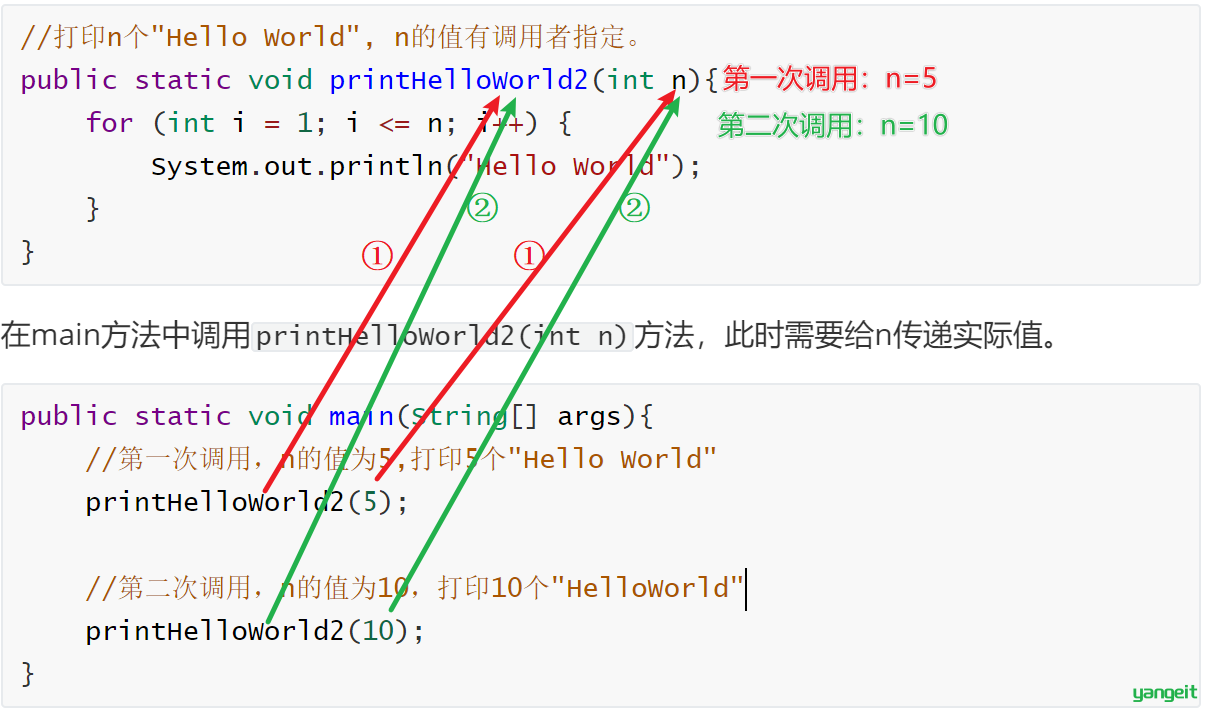 //打印n个"Hello World", n的值有调用者指定。
public static void printHelloWorld2(int n){ 第一次调用：n=5
for (int i = 1; i <= n; i++) { 第二次调用：n=10
System.out.println("Hello World");
}
② ②
}
① ①
在main方法中调用printHelloWorld2(int n)方法，此时需要给n传递实际值。
public static void main(String[] args){
//第一次调用，n的值为5,打印5个"Hello World"
printHelloWorld2(5);
//第二次调用，n的值为10，打印10个"HelloWorld"
printHelloWorld2(10);
}
yangeit